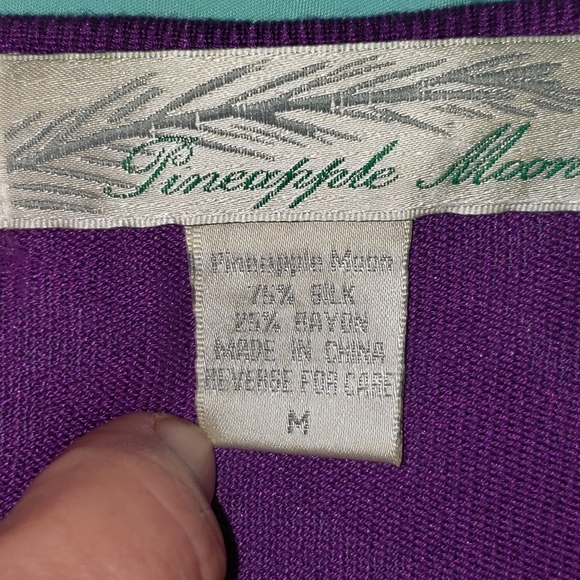 Pineapple Moon
Pineapple Moon
75% SILK
25% RAYON
MADE IN CHINA
REVERSE FOR CARE
M